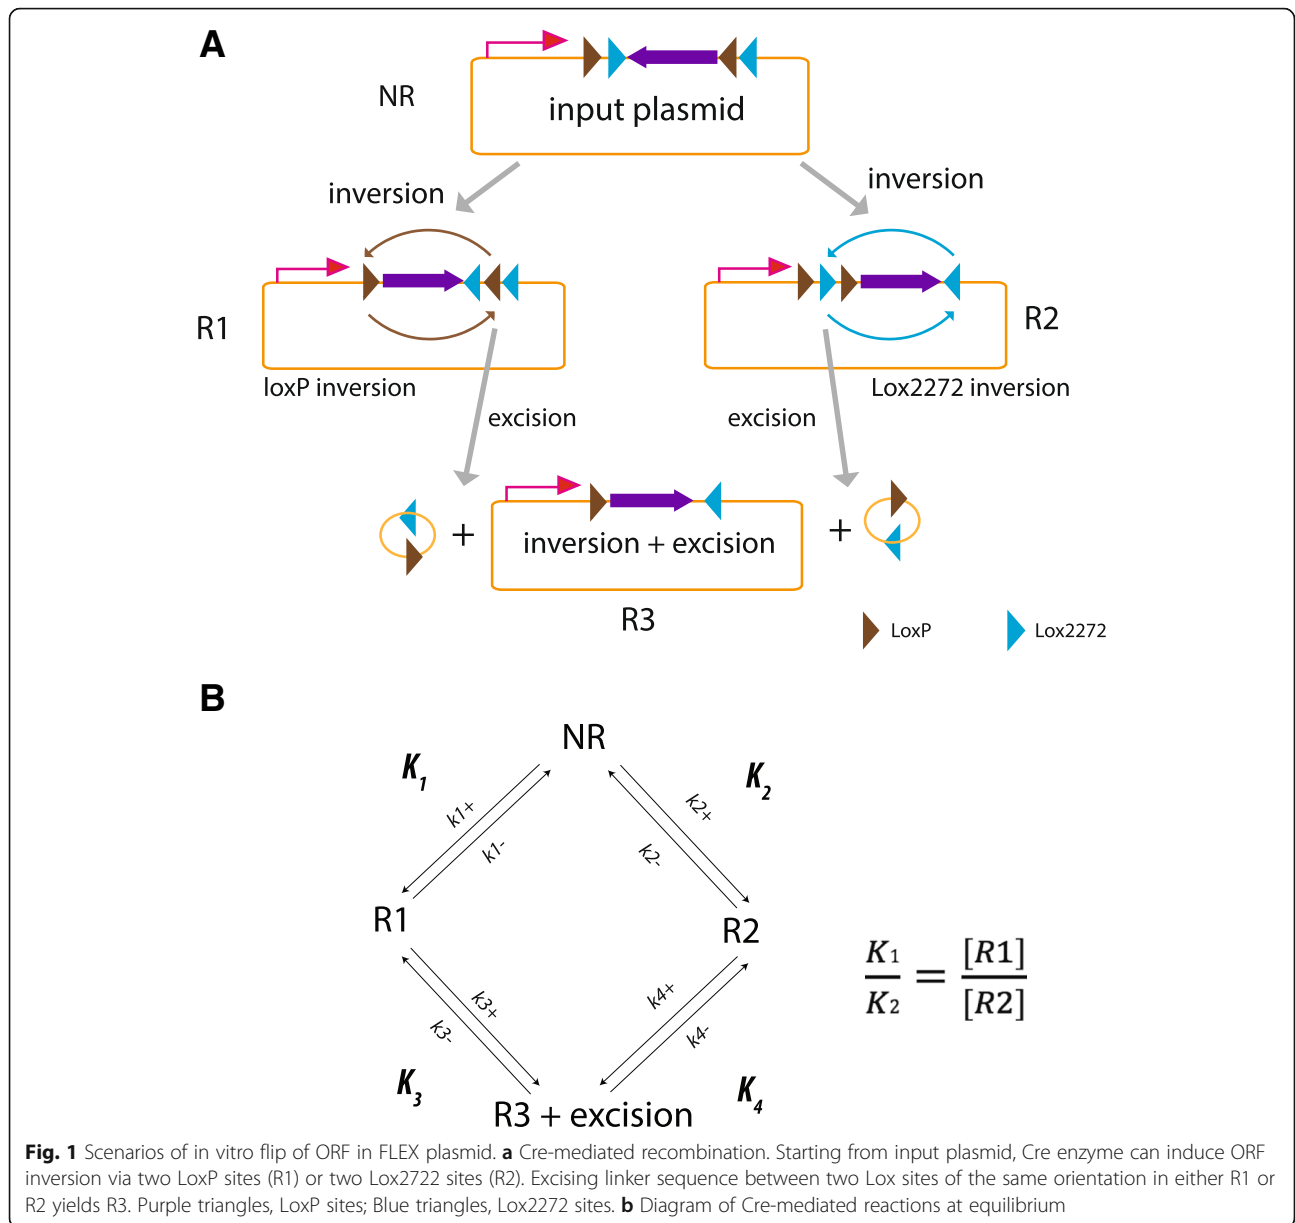 A
NR
input plasmid
inversion
inversion
R1
R2
loxP inversion
Lox2272 inversion
excision
excision
+
inversion + excision
+
R3
LoxP
Lox2272
B
NR
K1
K2
k1+
k2+
k1-
k2-
R1
R2
K1/K2 = [R1]/[R2]
k3+
k4+
k3-
k4-
K3
K4
R3 + excision
Fig. 1 Scenarios of in vitro flip of ORF in FLEX plasmid. a Cre-mediated recombination. Starting from input plasmid, Cre enzyme can induce ORF
inversion via two LoxP sites (R1) or two Lox2722 sites (R2). Excising linker sequence between two Lox sites of the same orientation in either R1 or
R2 yields R3. Purple triangles, LoxP sites; Blue triangles, Lox2272 sites. b Diagram of Cre-mediated reactions at equilibrium